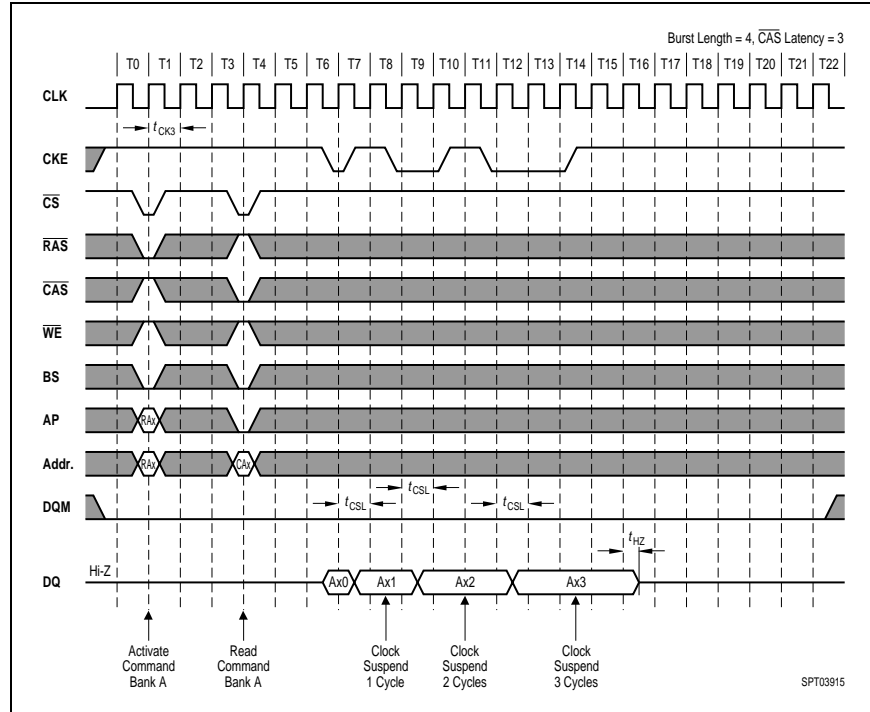 Burst Length = 4, CAS Latency = 3
T0 T1 T2 T3 T4 T5 T6 T7 T8 T9 T10 T11 T12 T13 T14 T15 T16 T17 T18 T19 T20 T21 T22
CLK
tCK3
CKE
CS
RAS
CAS
WE
BS
AP RAx
Addr. RAx CAx
tCSL tCSL tCSL
DQM
tHZ
Hi-Z
DQ Ax0 Ax1 Ax2 Ax3
Activate Command Bank A
Read Command Bank A
Clock Suspend 1 Cycle
Clock Suspend 2 Cycles
Clock Suspend 3 Cycles
SPT03915